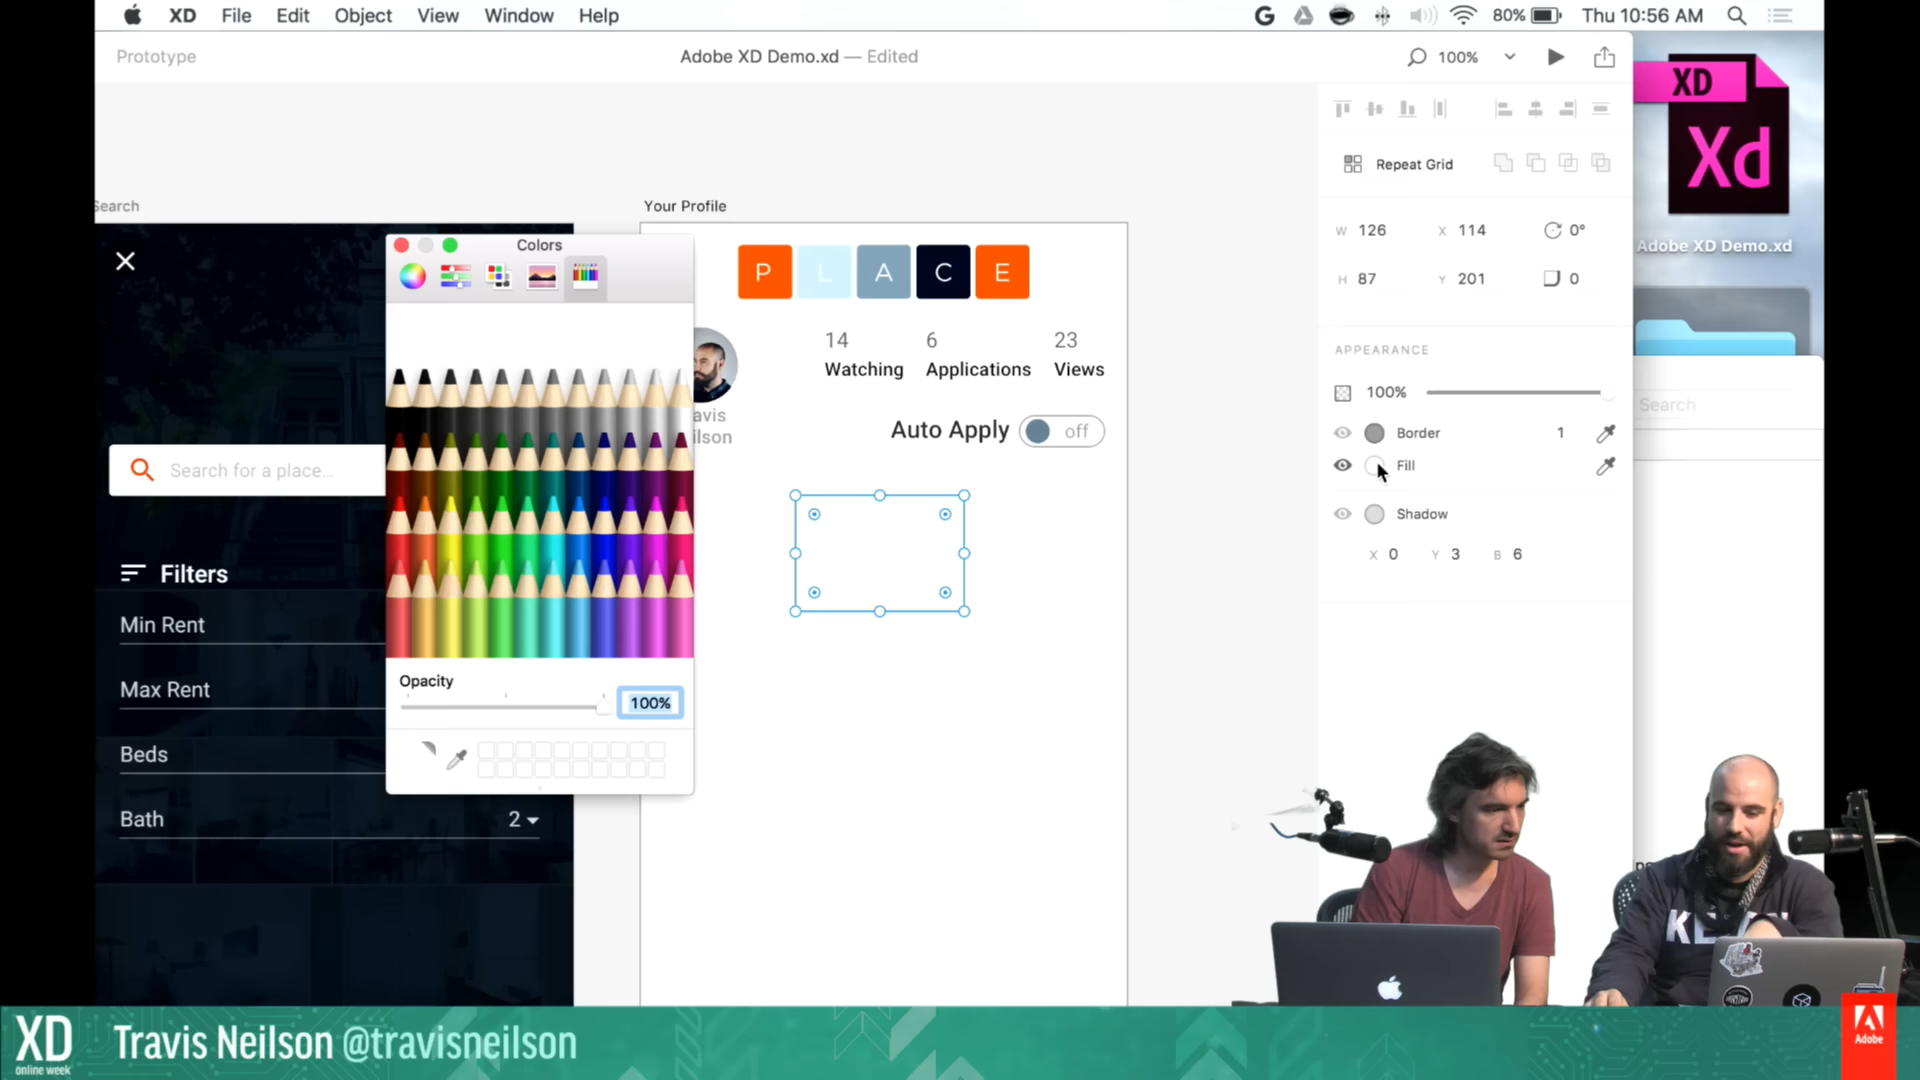 XD File Edit Object View Window Help
80% Thu 10:56 AM
Prototype
Adobe XD Demo.xd — Edited
100%
XD
Xd
Adobe XD Demo.xd
Repeat Grid
W 126 X 114 0°
H 87 Y 201 0
APPEARANCE
100%
Border 1
Fill
Shadow
X 0 Y 3 B 6
Search
Search
Your Profile
Colors
P L A C E
14 6 23
Watching Applications Views
avis
ilson
Auto Apply off
Search for a place...
Filters
Min Rent
Max Rent
Beds
Bath 2
Opacity
100%
XD
online week
Travis Neilson @travisneilson
Adobe